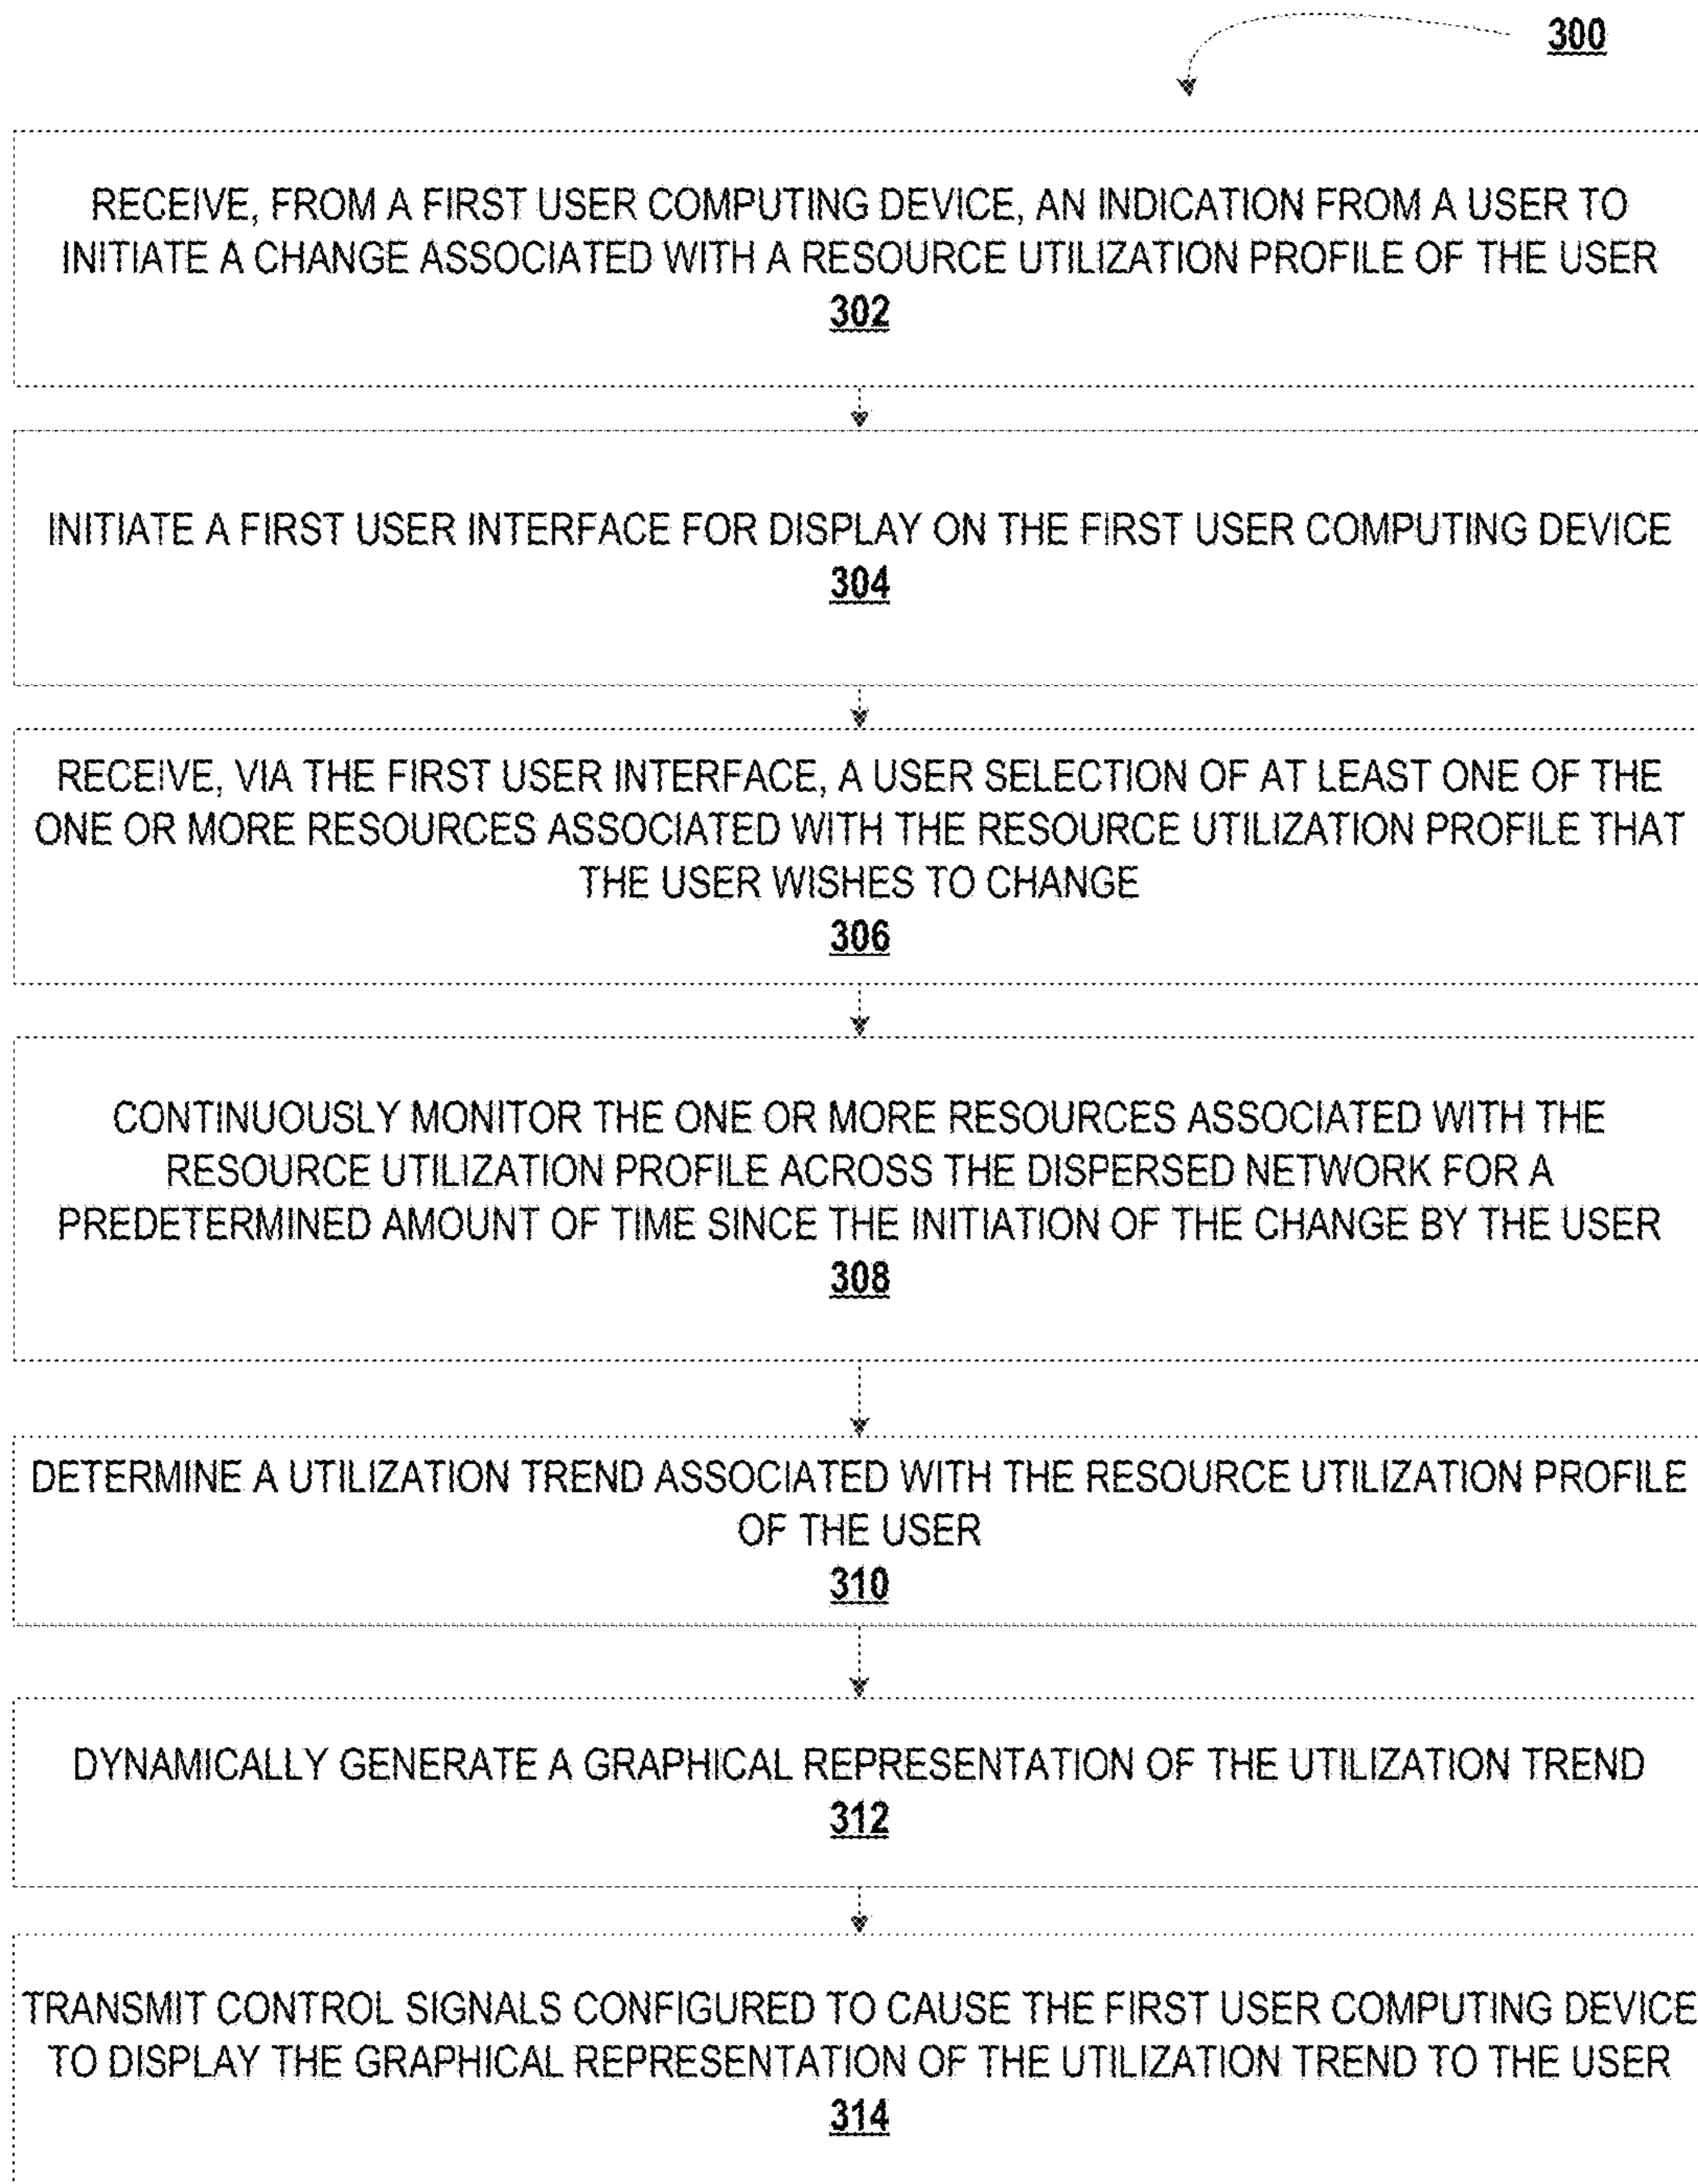 300
RECEIVE, FROM A FIRST USER COMPUTING DEVICE, AN INDICATION FROM A USER TO
INITIATE A CHANGE ASSOCIATED WITH A RESOURCE UTILIZATION PROFILE OF THE USER
302
INITIATE A FIRST USER INTERFACE FOR DISPLAY ON THE FIRST USER COMPUTING DEVICE
304
RECEIVE, VIA THE FIRST USER INTERFACE, A USER SELECTION OF AT LEAST ONE OF THE
ONE OR MORE RESOURCES ASSOCIATED WITH THE RESOURCE UTILIZATION PROFILE THAT
THE USER WISHES TO CHANGE
306
CONTINUOUSLY MONITOR THE ONE OR MORE RESOURCES ASSOCIATED WITH THE
RESOURCE UTILIZATION PROFILE ACROSS THE DISPERSED NETWORK FOR A
PREDETERMINED AMOUNT OF TIME SINCE THE INITIATION OF THE CHANGE BY THE USER
308
DETERMINE A UTILIZATION TREND ASSOCIATED WITH THE RESOURCE UTILIZATION PROFILE
OF THE USER
310
DYNAMICALLY GENERATE A GRAPHICAL REPRESENTATION OF THE UTILIZATION TREND
312
TRANSMIT CONTROL SIGNALS CONFIGURED TO CAUSE THE FIRST USER COMPUTING DEVICE
TO DISPLAY THE GRAPHICAL REPRESENTATION OF THE UTILIZATION TREND TO THE USER
314